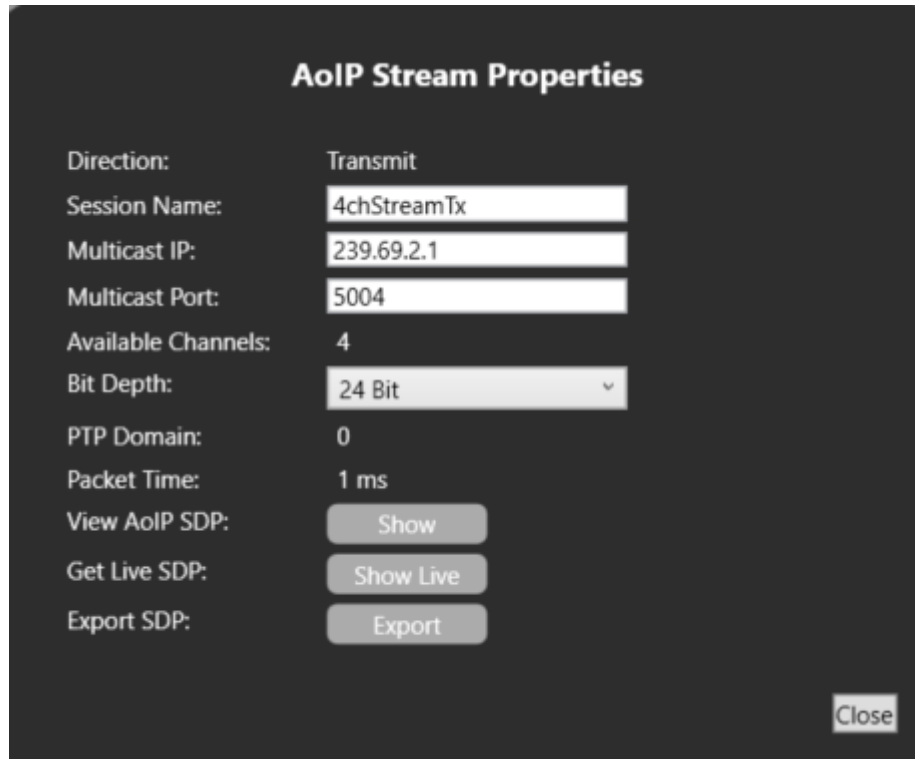 AoIP Stream Properties
Direction: Transmit
Session Name: 4chStreamTx
Multicast IP: 239.69.2.1
Multicast Port: 5004
Available Channels: 4
Bit Depth: 24 Bit
PTP Domain: 0
Packet Time: 1 ms
View AoIP SDP: Show
Get Live SDP: Show Live
Export SDP: Export
Close